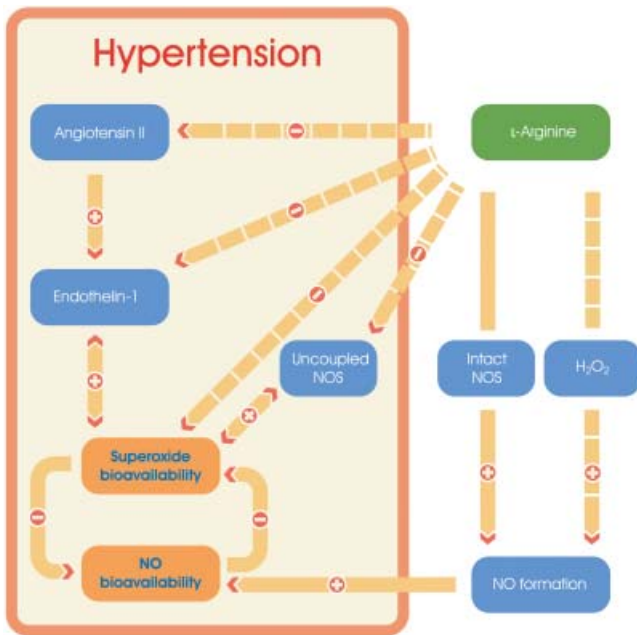 Hypertension
Angiotensin II
L-Arginine
Endothelin-1
Uncoupled
NOS
Intact
NOS
H₂O₂
Superoxide
bioavailability
NO
bioavailability
NO formation